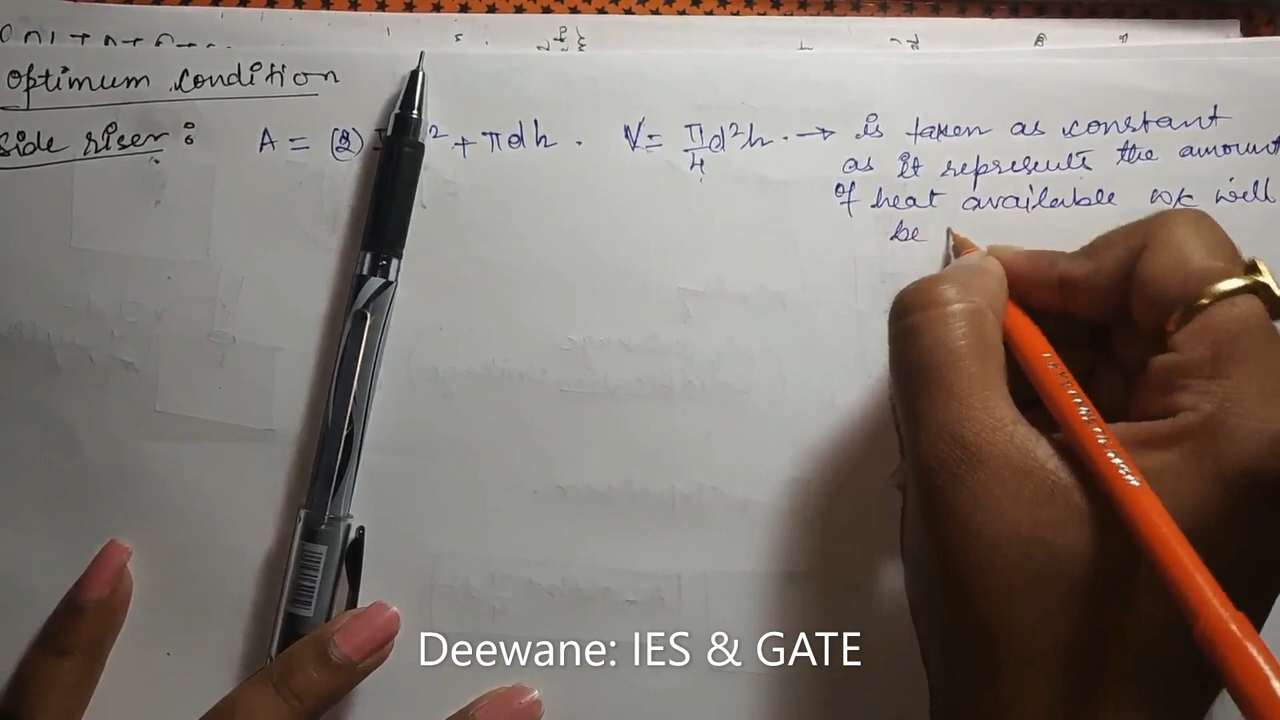 optimum condition
side riser : A = (2) π d² + πdh . V = π/4 d²h . → is taken as constant
as it represents the amount
of heat available we will
be
Deewane: IES & GATE